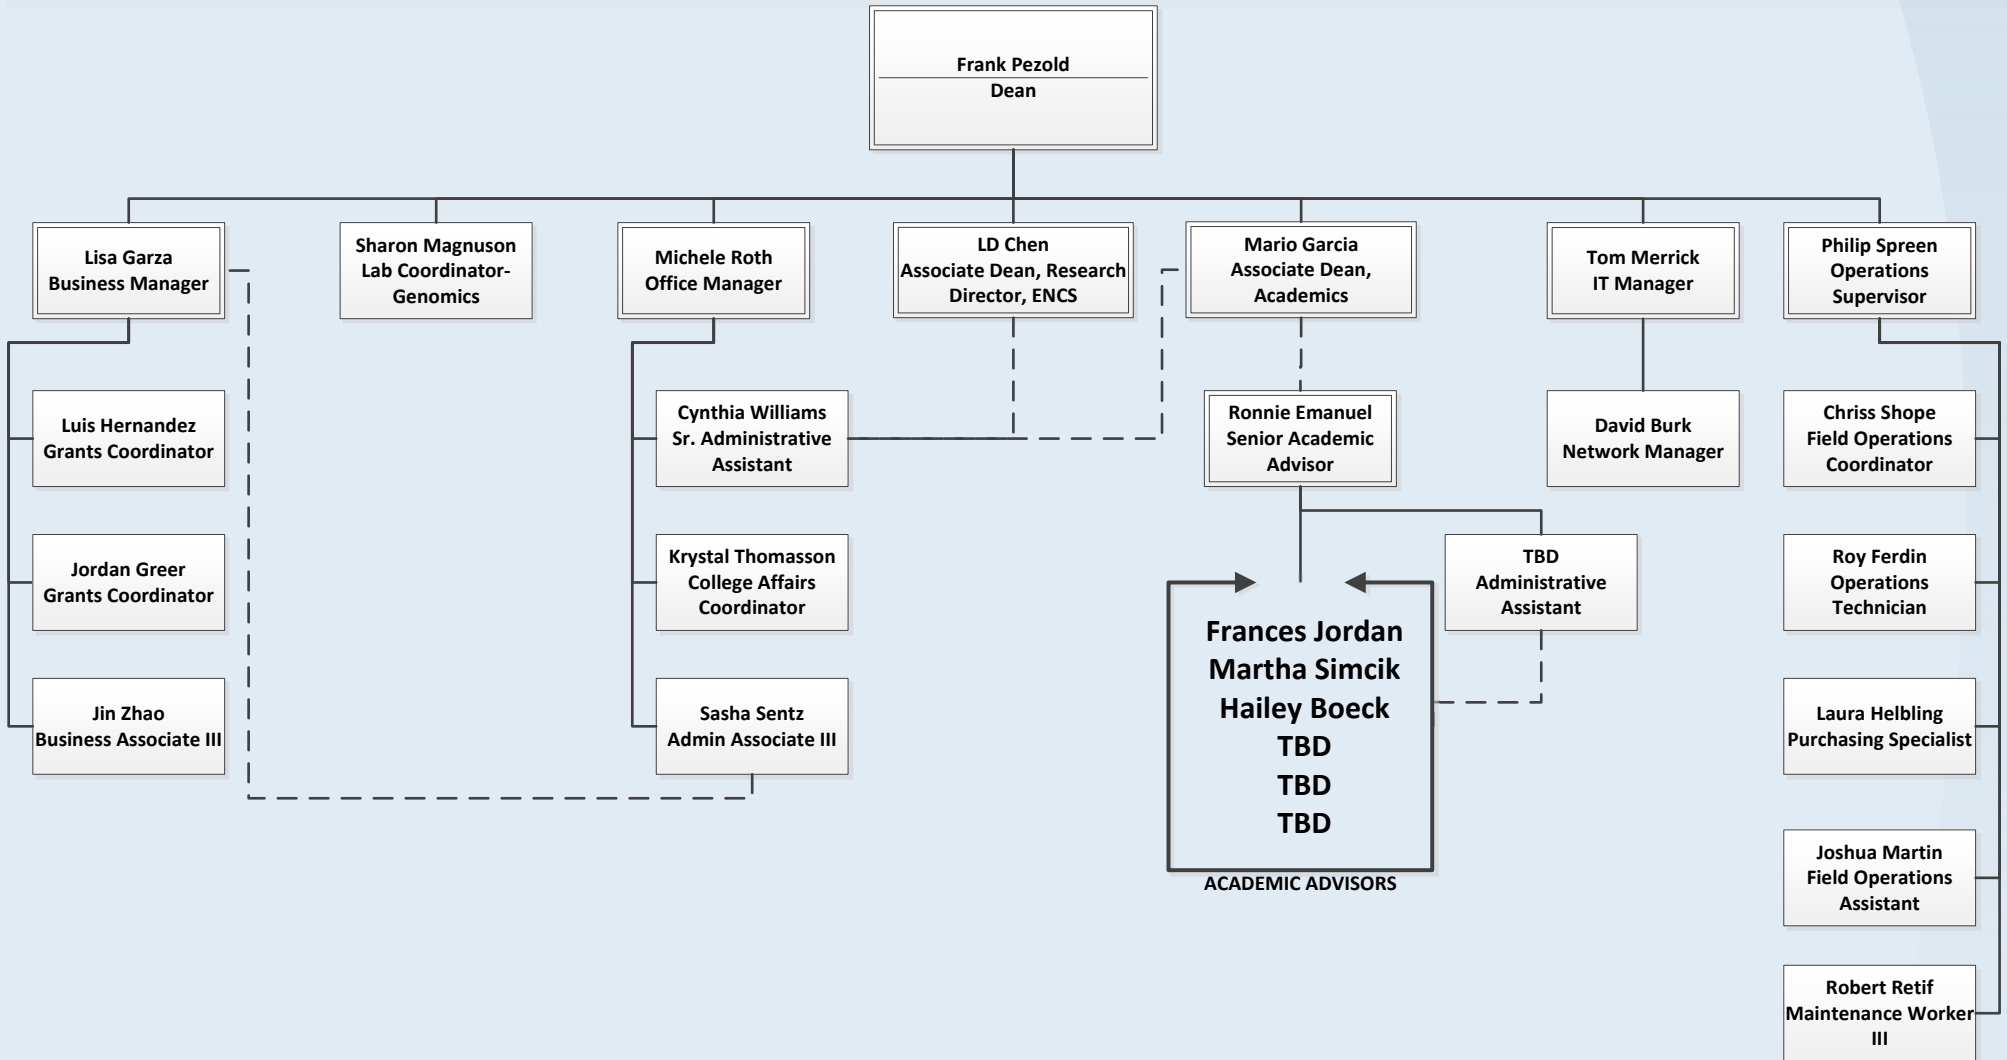 Frank Pezold
Dean
Lisa Garza
Business Manager
Sharon Magnuson
Lab Coordinator-
Genomics
Michele Roth
Office Manager
LD Chen
Associate Dean, Research
Director, ENCS
Mario Garcia
Associate Dean,
Academics
Tom Merrick
IT Manager
Philip Spreen
Operations
Supervisor
Luis Hernandez
Grants Coordinator
Cynthia Williams
Sr. Administrative
Assistant
Ronnie Emanuel
Senior Academic
Advisor
David Burk
Network Manager
Chriss Shope
Field Operations
Coordinator
Jordan Greer
Grants Coordinator
Krystal Thomasson
College Affairs
Coordinator
TBD
Administrative
Assistant
Roy Ferdin
Operations
Technician
Frances Jordan
Martha Simcik
Hailey Boeck
TBD
TBD
TBD
ACADEMIC ADVISORS
Jin Zhao
Business Associate III
Sasha Sentz
Admin Associate III
Laura Helbling
Purchasing Specialist
Joshua Martin
Field Operations
Assistant
Robert Retif
Maintenance Worker
III